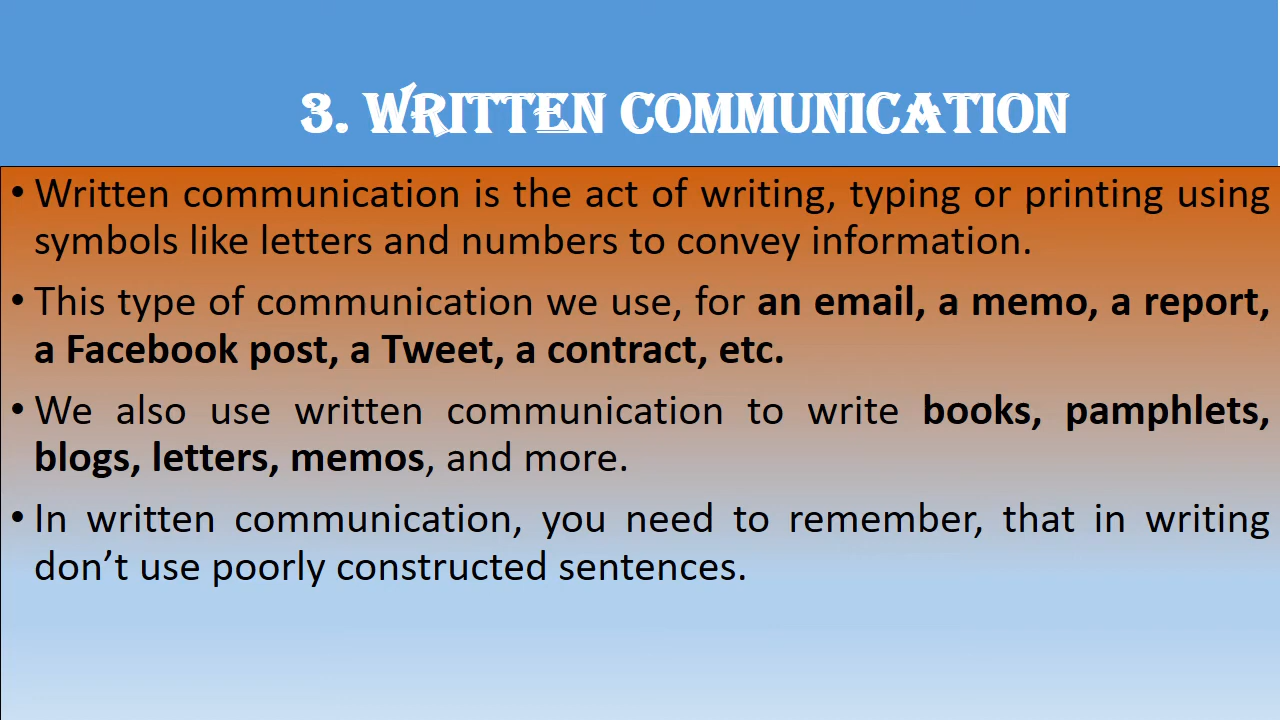 3. WRITTEN COMMUNICATION
• Written communication is the act of writing, typing or printing using
symbols like letters and numbers to convey information.
• This type of communication we use, for an email, a memo, a report,
a Facebook post, a Tweet, a contract, etc.
• We also use written communication to write books, pamphlets,
blogs, letters, memos, and more.
• In written communication, you need to remember, that in writing
don’t use poorly constructed sentences.